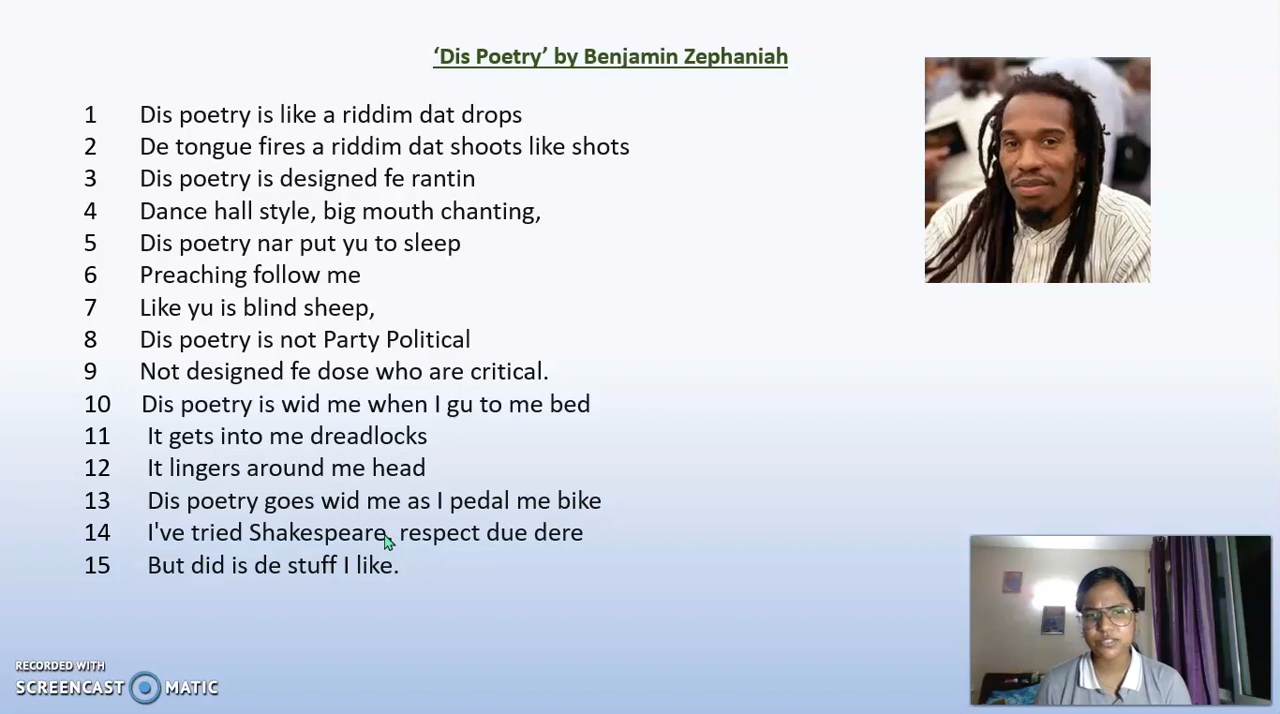 ‘Dis Poetry’ by Benjamin Zephaniah
1 Dis poetry is like a riddim dat drops
2 De tongue fires a riddim dat shoots like shots
3 Dis poetry is designed fe rantin
4 Dance hall style, big mouth chanting,
5 Dis poetry nar put yu to sleep
6 Preaching follow me
7 Like yu is blind sheep,
8 Dis poetry is not Party Political
9 Not designed fe dose who are critical.
10 Dis poetry is wid me when I gu to me bed
11 It gets into me dreadlocks
12 It lingers around me head
13 Dis poetry goes wid me as I pedal me bike
14 I've tried Shakespeare, respect due dere
15 But did is de stuff I like.
RECORDED WITH
SCREENCAST MATIC